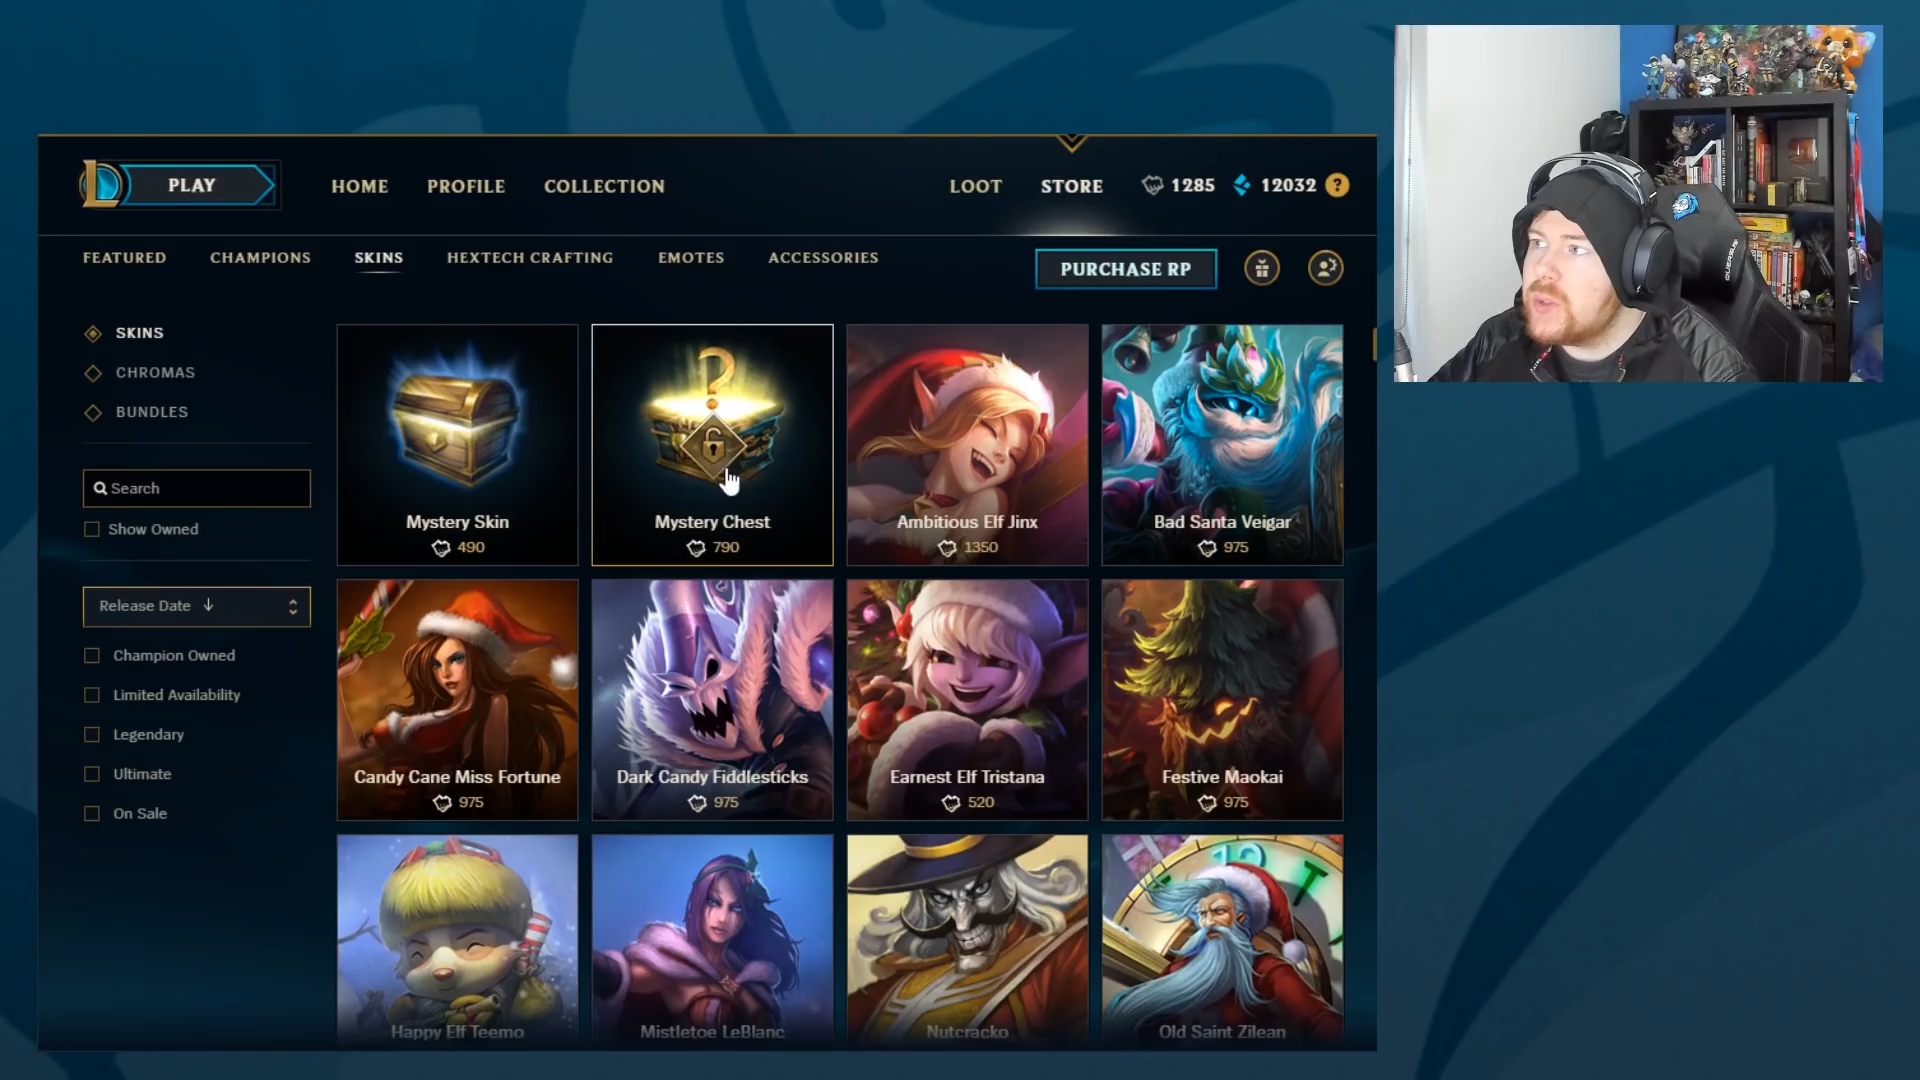 PLAY
HOME
PROFILE
COLLECTION
LOOT
STORE
1285
12032
?
FEATURED
CHAMPIONS
SKINS
HEXTECH CRAFTING
EMOTES
ACCESSORIES
PURCHASE RP
SKINS
CHROMAS
BUNDLES
Search
Show Owned
Release Date ↓
Champion Owned
Limited Availability
Legendary
Ultimate
On Sale
Mystery Skin
490
Mystery Chest
790
Ambitious Elf Jinx
1350
Bad Santa Veigar
975
Candy Cane Miss Fortune
975
Dark Candy Fiddlesticks
975
Earnest Elf Tristana
520
Festive Maokai
975
Happy Elf Teemo
Mistletoe LeBlanc
Nutcracko
Old Saint Zilean